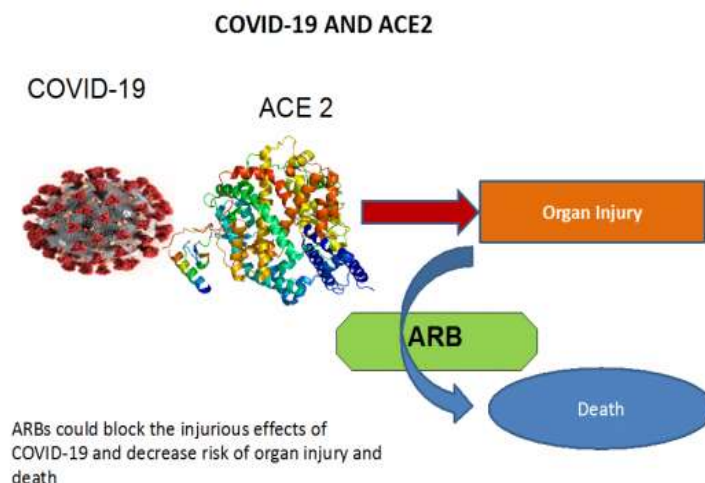 COVID-19 AND ACE2
COVID-19
ACE 2
Organ Injury
ARB
Death
ARBs could block the injurious effects of
COVID-19 and decrease risk of organ injury and
death